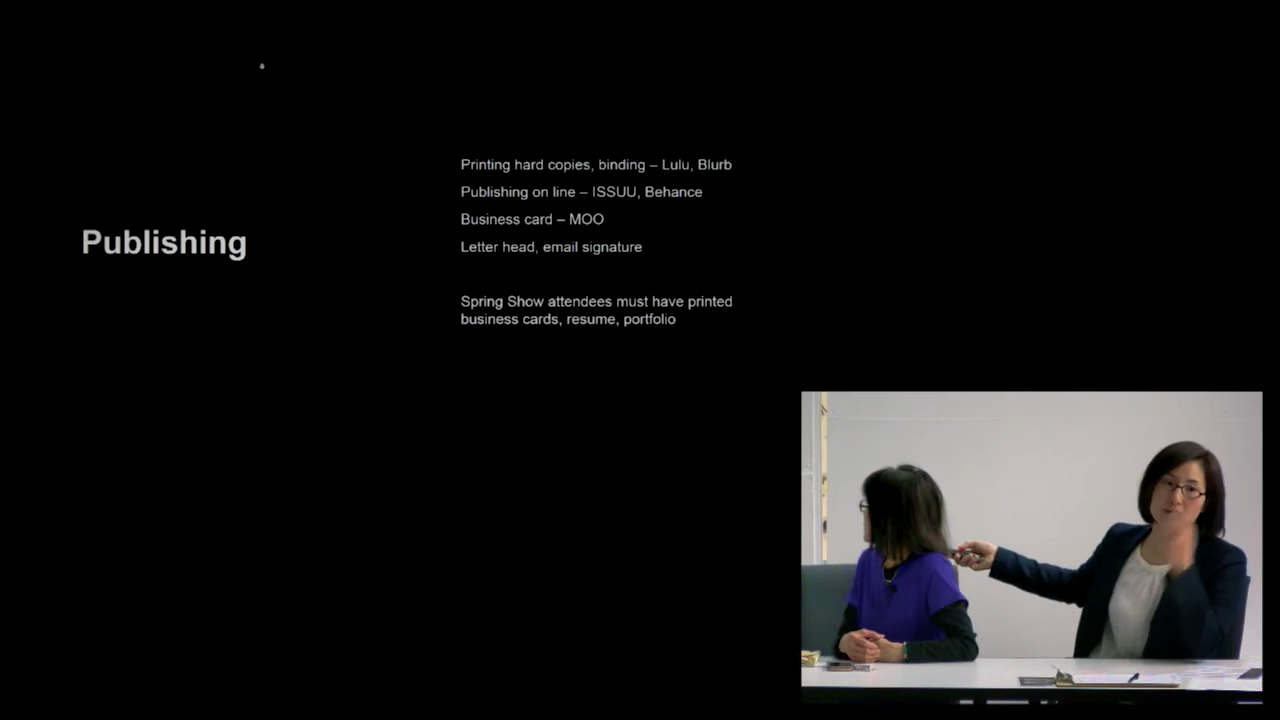 Printing hard copies, binding – Lulu, Blurb
Publishing on line – ISSUU, Behance
Business card – MOO
Publishing
Letter head, email signature
Spring Show attendees must have printed
business cards, resume, portfolio